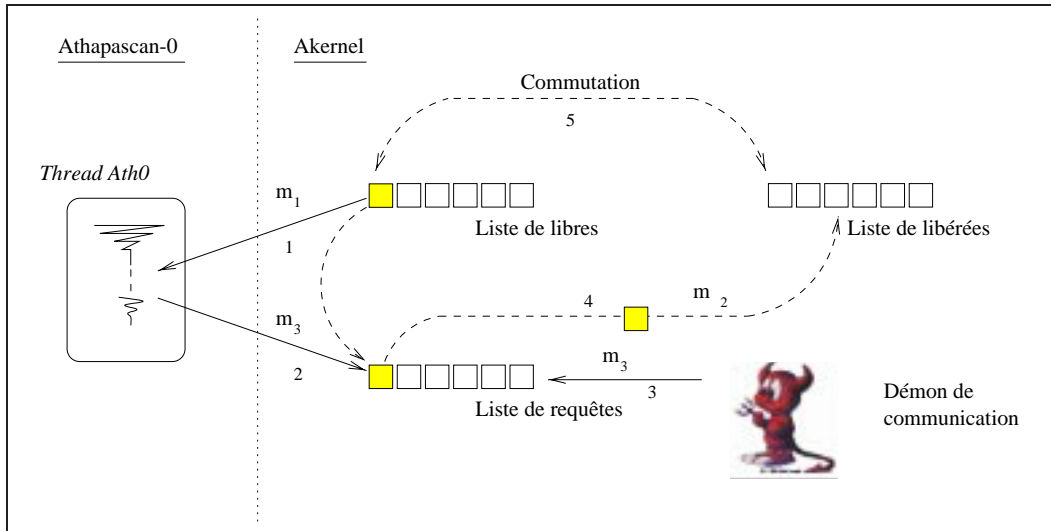 Athapascan-0
Akernel
Commutation
5
Thread Ath0
m1
Liste de libres
Liste de libérées
1
4
m2
m3
2
m3
3
Liste de requêtes
Démon de
communication